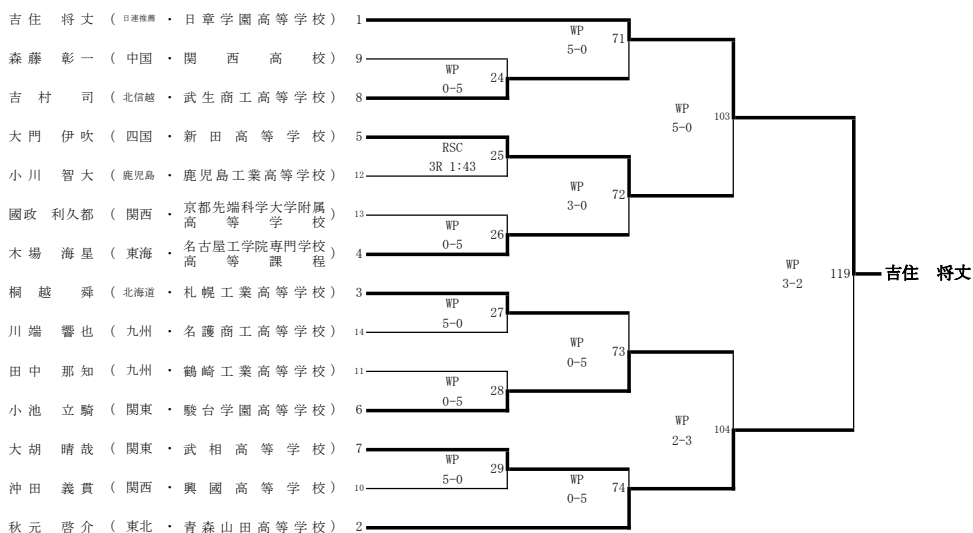 吉住 将丈 ( 日連推薦 ・ 日章学園高等学校 ) 1
WP
5-0
71
森藤 彰一 ( 中国 ・ 関西高校 ) 9
WP
0-5
24
吉村 司 ( 北信越 ・ 武生商工高等学校 ) 8
WP
5-0
103
大門 伊吹 ( 四国 ・ 新田高等学校 ) 5
RSC
3R 1:43
25
小川 智大 ( 鹿児島 ・ 鹿児島工業高等学校 ) 12
WP
3-0
72
國政 利久都 ( 関西 ・ 京都先端科学大学附属
高等学校 ) 13
WP
0-5
26
木場 海星 ( 東海 ・ 名古屋工学院専門学校
高等課程 ) 4
WP
3-2
119
吉住 将丈
桐越 舜 ( 北海道 ・ 札幌工業高等学校 ) 3
WP
5-0
27
川端 響也 ( 九州 ・ 名護商工高等学校 ) 14
WP
0-5
73
田中 那知 ( 九州 ・ 鶴崎工業高等学校 ) 11
WP
0-5
28
小池 立騎 ( 関東 ・ 駿台学園高等学校 ) 6
WP
2-3
104
大胡 晴哉 ( 関東 ・ 武相高等学校 ) 7
WP
5-0
29
沖田 義貫 ( 関西 ・ 興國高等学校 ) 10
WP
0-5
74
秋元 啓介 ( 東北 ・ 青森山田高等学校 ) 2